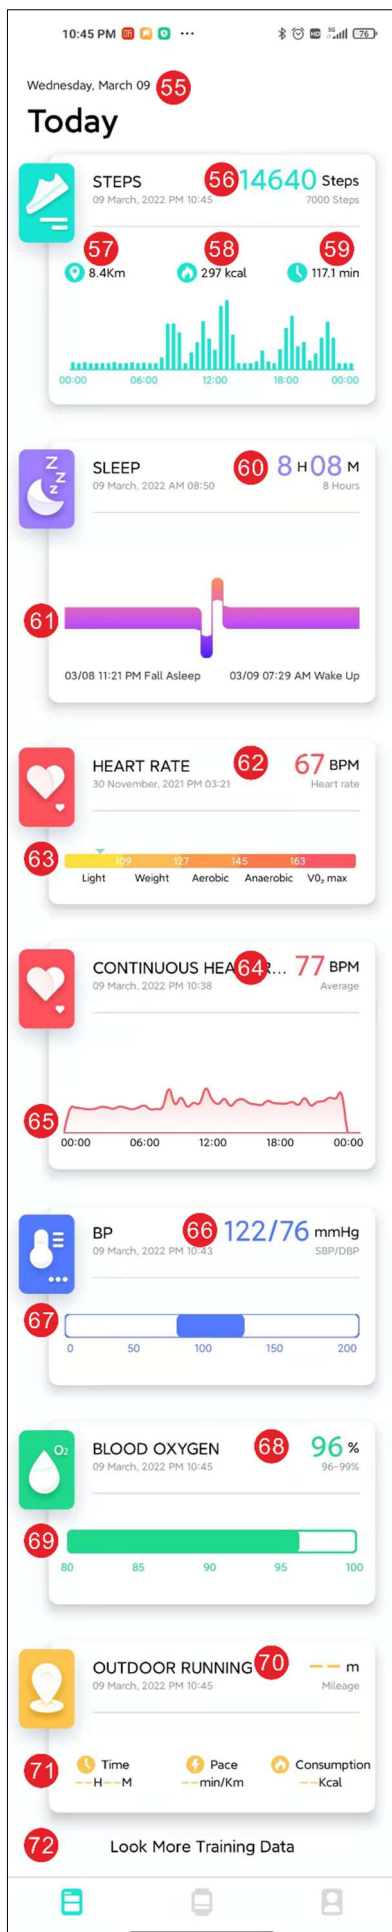 10:45 PM ... HD 5G 76
Wednesday, March 09 55
Today
STEPS 56 14640 Steps
09 March, 2022 PM 10:45 7000 Steps
57 58 59
8.4Km 297 kcal 117.1 min
00:00 06:00 12:00 18:00 00:00
Z
Z
Z
SLEEP 60 8 H 08 M
09 March, 2022 AM 08:50 8 Hours
61
03/08 11:21 PM Fall Asleep 03/09 07:29 AM Wake Up
HEART RATE 62 67 BPM
30 November, 2021 PM 03:21 Heart rate
63 109 127 145 163
Light Weight Aerobic Anaerobic V0₂ max
CONTINUOUS HEA 64 R... 77 BPM
09 March, 2022 PM 10:38 Average
65
00:00 06:00 12:00 18:00 00:00
BP 66 122/76 mmHg
09 March, 2022 PM 10:43 SBP/DBP
67
0 50 100 150 200
O₂
BLOOD OXYGEN 68 96 %
09 March, 2022 PM 10:45 96-99%
69
80 85 90 95 100
OUTDOOR RUNNING 70 -- m
09 March, 2022 PM 10:45 Mileage
71 Time Pace Consumption
--H--M --min/Km --Kcal
72 Look More Training Data